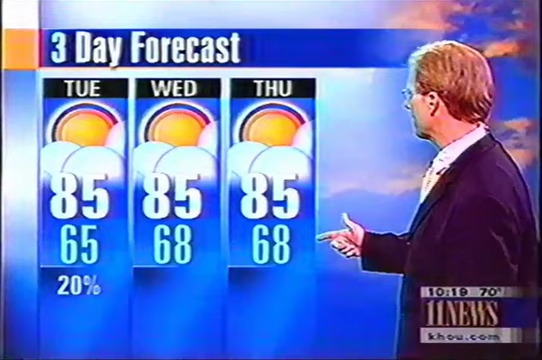 3 Day Forecast
TUE WED THU
85 85 85
65 68 68
20%
10:19 70°
11NEWS
khou.com